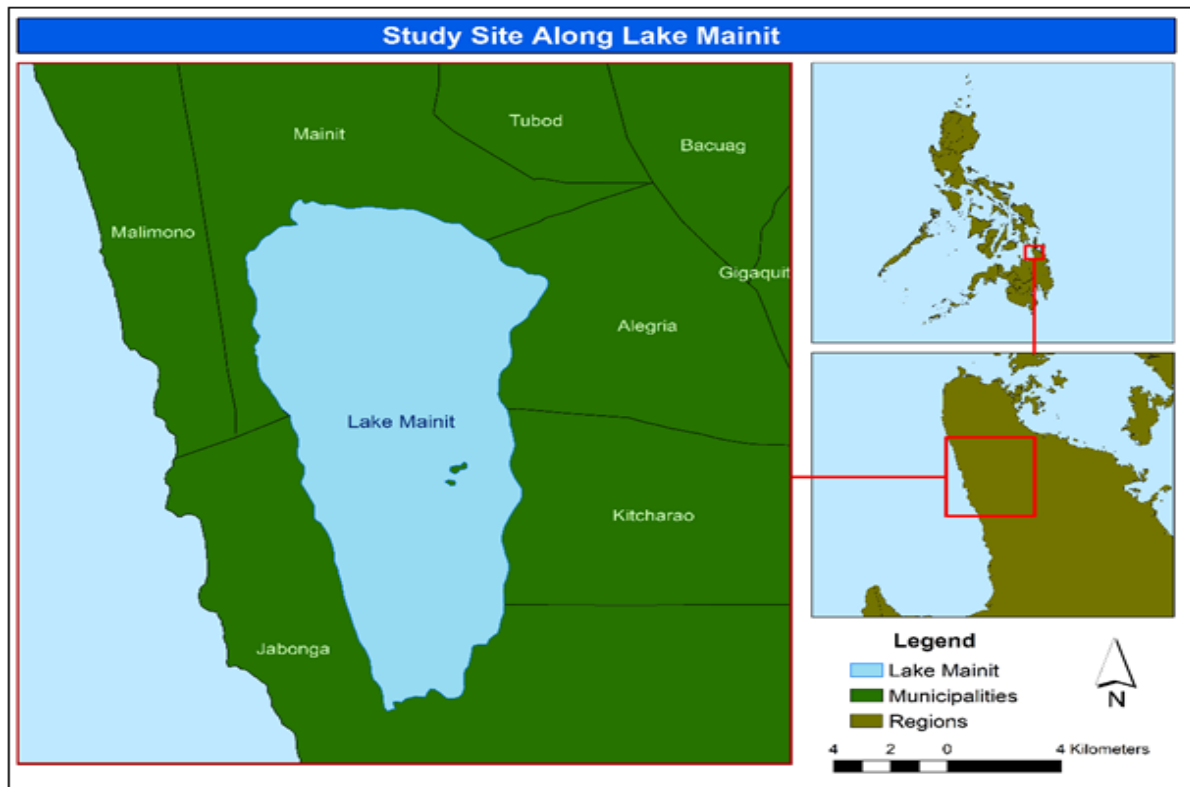 Study Site Along Lake Mainit
Mainit
Tubod
Bacuag
Malimono
Gigaquit
Alegria
Lake Mainit
Kitcharao
Jabonga
Legend
Lake Mainit
Municipalities
Regions
N
4 2 0 4 Kilometers